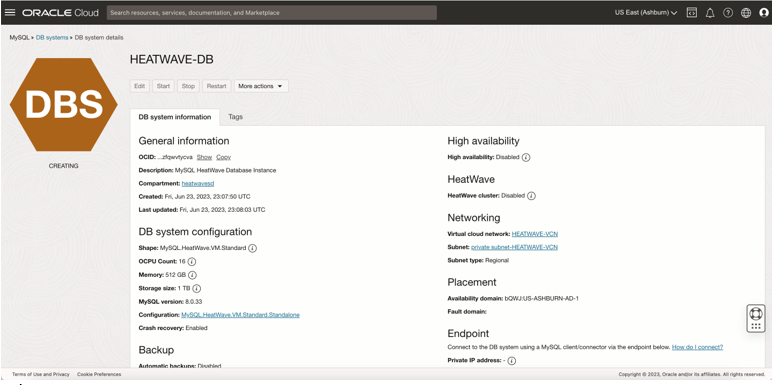 ORACLE Cloud
Search resources, services, documentation, and Marketplace
US East (Ashburn)
MySQL » DB systems » DB system details
DBS
CREATING
HEATWAVE-DB
Edit
Start
Stop
Restart
More actions
DB system information
Tags
General information
OCID: ...zfqwvtycva Show Copy
Description: MySQL HeatWave Database Instance
Compartment: heatwavesd
Created: Fri, Jun 23, 2023, 23:07:50 UTC
Last updated: Fri, Jun 23, 2023, 23:08:03 UTC
DB system configuration
Shape: MySQL.HeatWave.VM.Standard
OCPU Count: 16
Memory: 512 GB
Storage size: 1 TB
MySQL version: 8.0.33
Configuration: MySQL.HeatWave.VM.Standard.Standalone
Crash recovery: Enabled
Backup
Automatic backups: Disabled
High availability
High availability: Disabled
HeatWave
HeatWave cluster: Disabled
Networking
Virtual cloud network: HEATWAVE-VCN
Subnet: private subnet-HEATWAVE-VCN
Subnet type: Regional
Placement
Availability domain: bQWJ:US-ASHBURN-AD-1
Fault domain:
Endpoint
Connect to the DB system using a MySQL client/connector via the endpoint below. How do I connect?
Private IP address: -
Terms of Use and Privacy
Cookie Preferences
Copyright © 2023, Oracle and/or its affiliates. All rights reserved.